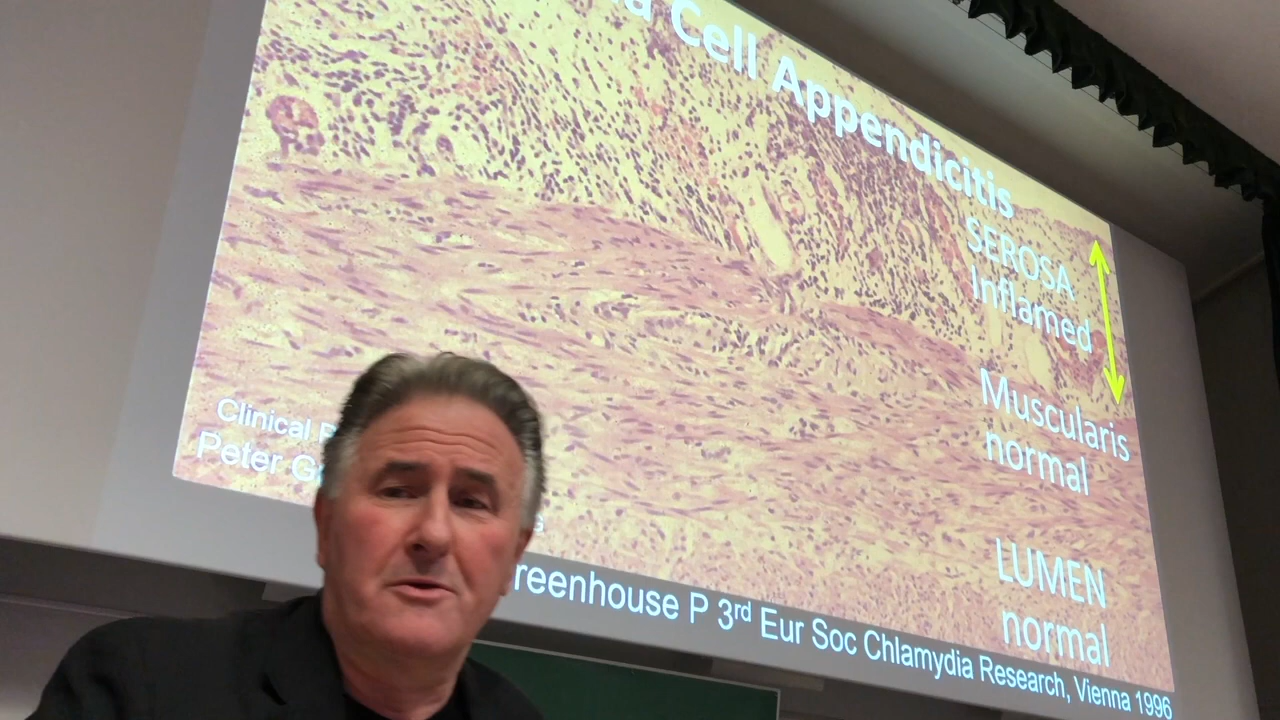 Cell Appendicitis
SEROSA
Inflamed
Muscularis
normal
Clinical
Peter
LUMEN
normal
reenhouse P 3rd Eur Soc Chlamydia Research, Vienna 1996